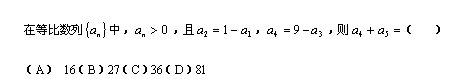 在等比数列{aₙ}中，aₙ > 0，且a₂ = 1 − a₁，a₄ = 9 − a₃，则a₄ + a₅ =（　　）
（A） 16（B）27（C）36（D）81